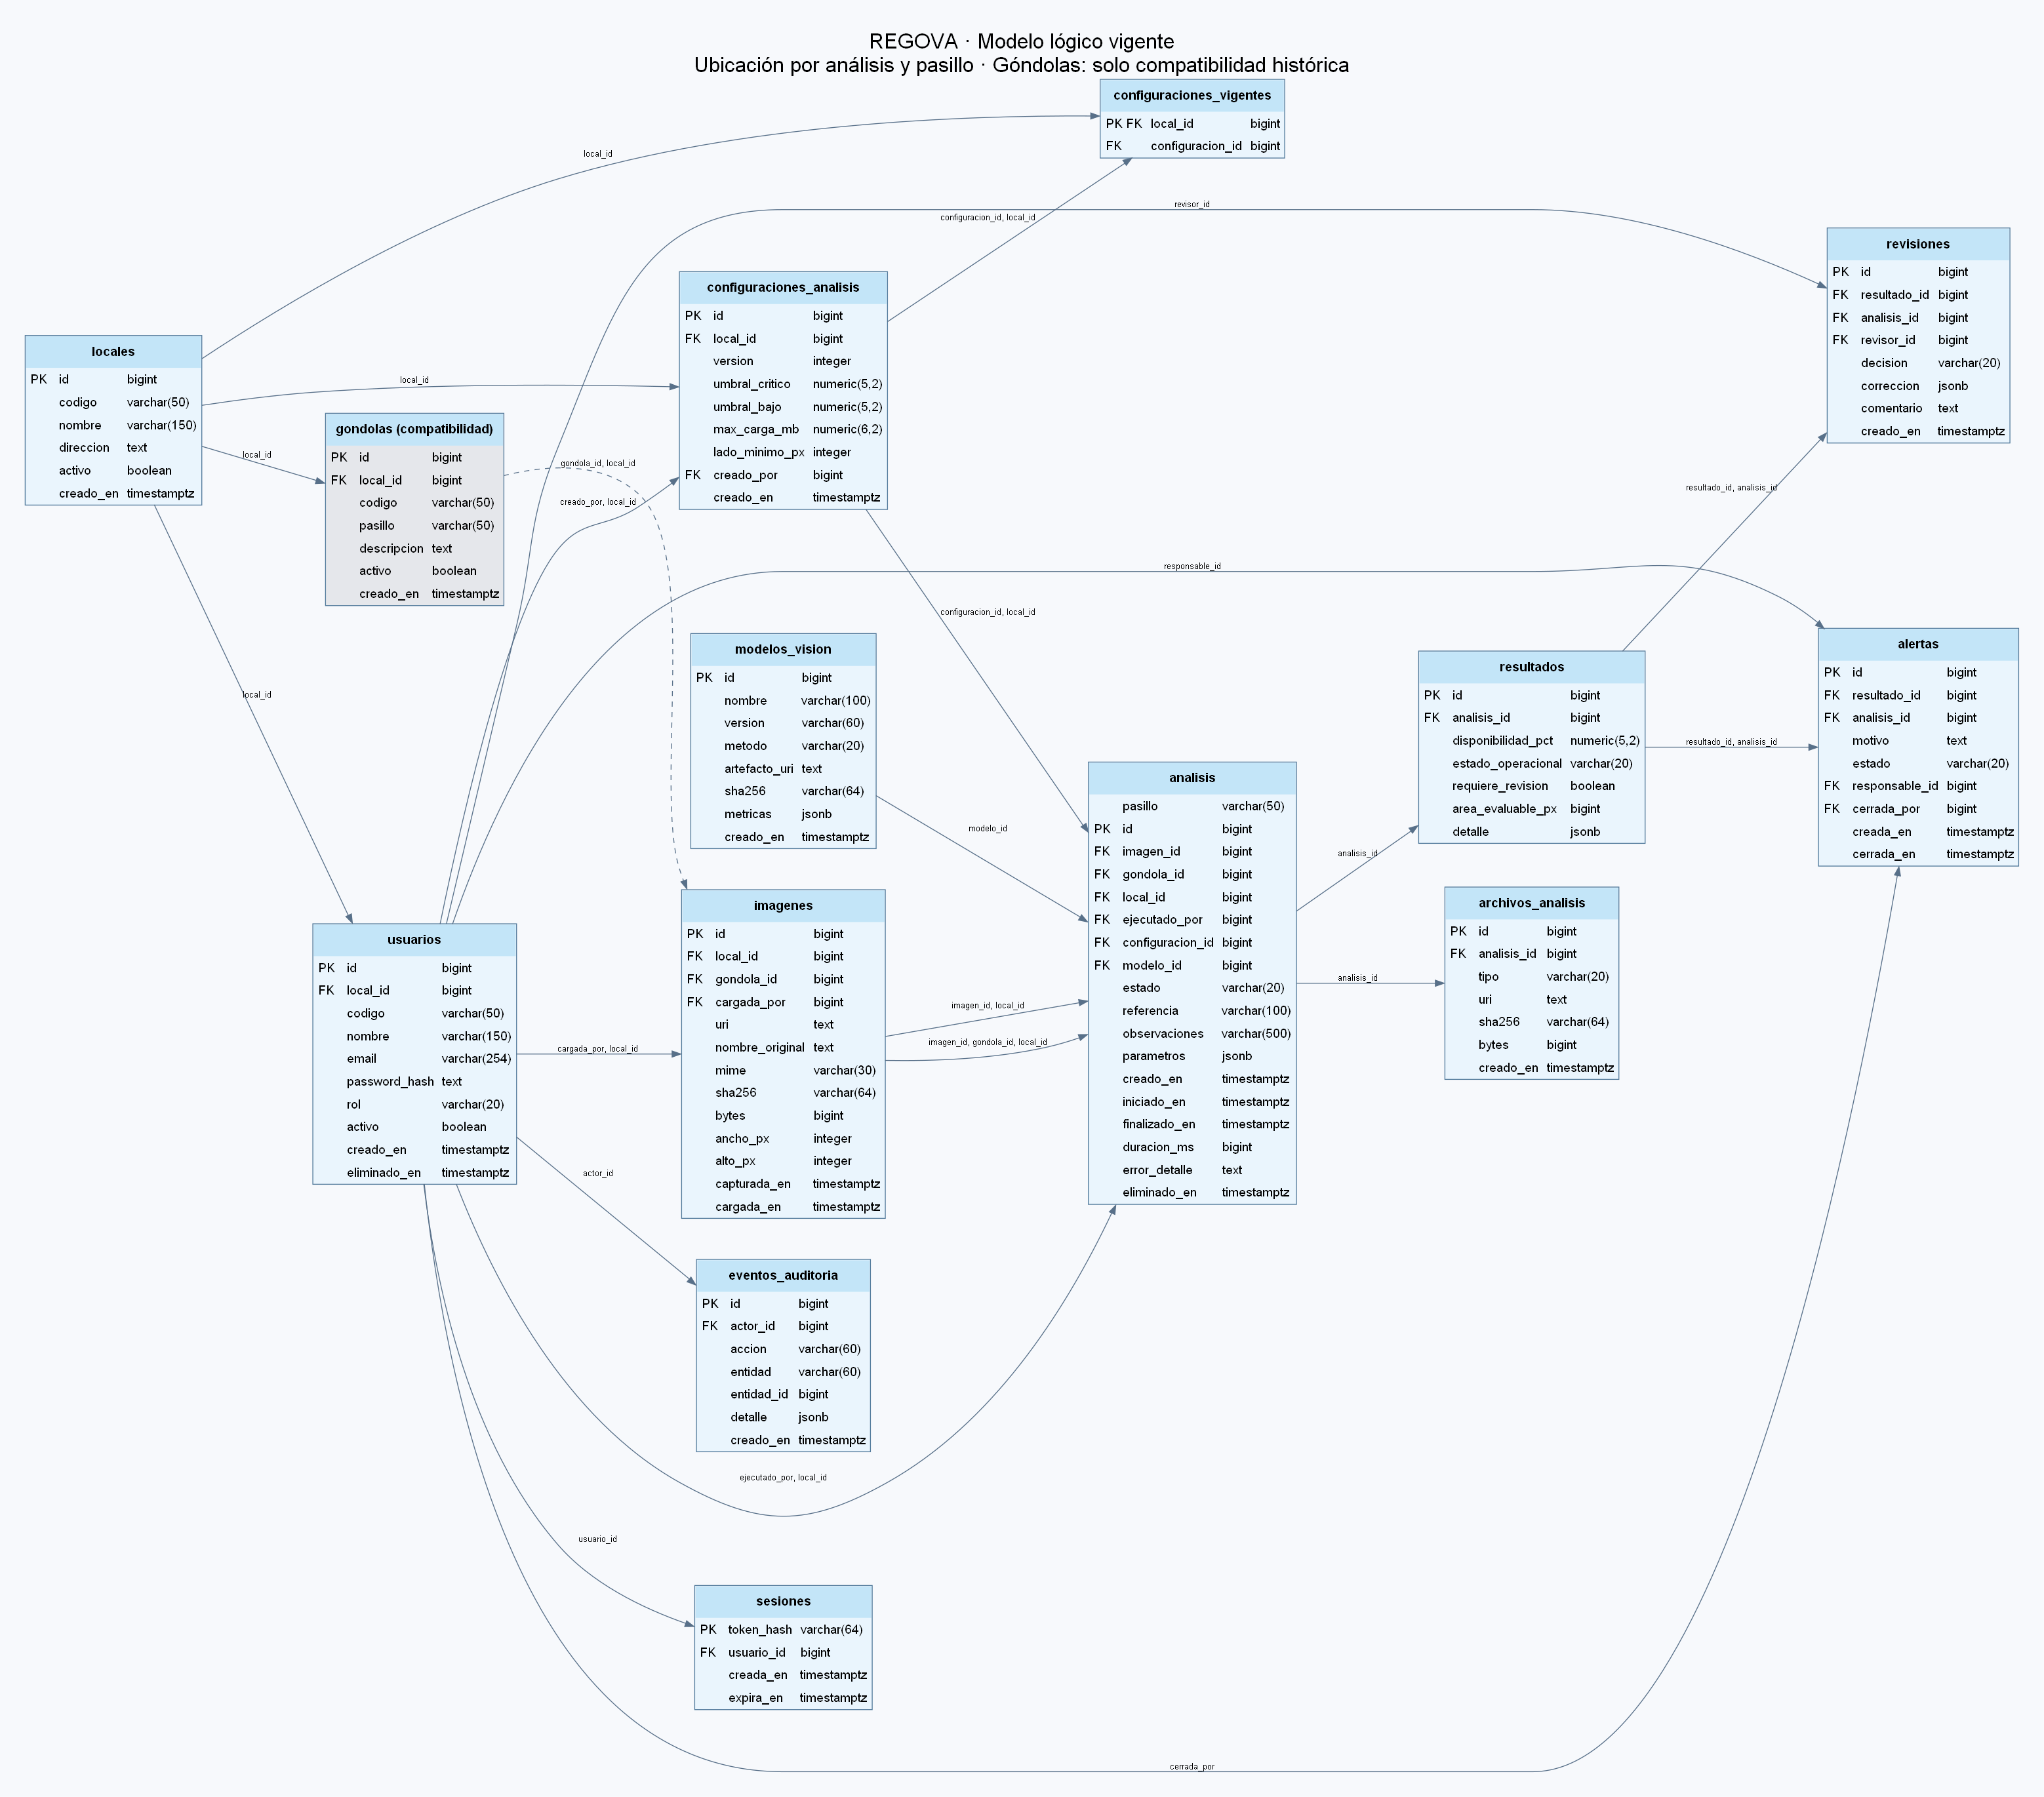 REGOVA · Modelo lógico vigente
Ubicación por análisis y pasillo · Góndolas: solo compatibilidad histórica
configuraciones_vigentes
PK FK local_id bigint
FK configuracion_id bigint
local_id
configuracion_id, local_id
revisor_id
revisiones
PK id bigint
FK resultado_id bigint
FK analisis_id bigint
FK revisor_id bigint
decision varchar(20)
correccion jsonb
comentario text
creado_en timestamptz
configuraciones_analisis
PK id bigint
FK local_id bigint
version integer
umbral_critico numeric(5,2)
umbral_bajo numeric(5,2)
max_carga_mb numeric(6,2)
lado_minimo_px integer
FK creado_por bigint
creado_en timestamptz
locales
PK id bigint
codigo varchar(50)
nombre varchar(150)
direccion text
activo boolean
creado_en timestamptz
local_id
local_id
gondolas (compatibilidad)
PK id bigint
FK local_id bigint
codigo varchar(50)
pasillo varchar(50)
descripcion text
activo boolean
creado_en timestamptz
gondola_id, local_id
creado_por, local_id
resultado_id, analisis_id
responsable_id
configuracion_id, local_id
local_id
modelos_vision
PK id bigint
nombre varchar(100)
version varchar(60)
metodo varchar(20)
artefacto_uri text
sha256 varchar(64)
metricas jsonb
creado_en timestamptz
modelo_id
resultados
PK id bigint
FK analisis_id bigint
disponibilidad_pct numeric(5,2)
estado_operacional varchar(20)
requiere_revision boolean
area_evaluable_px bigint
detalle jsonb
resultado_id, analisis_id
alertas
PK id bigint
FK resultado_id bigint
FK analisis_id bigint
motivo text
estado varchar(20)
FK responsable_id bigint
FK cerrada_por bigint
creada_en timestamptz
cerrada_en timestamptz
analisis
pasillo varchar(50)
PK id bigint
FK imagen_id bigint
FK gondola_id bigint
FK local_id bigint
FK ejecutado_por bigint
FK configuracion_id bigint
FK modelo_id bigint
estado varchar(20)
referencia varchar(100)
observaciones varchar(500)
parametros jsonb
creado_en timestamptz
iniciado_en timestamptz
finalizado_en timestamptz
duracion_ms bigint
error_detalle text
eliminado_en timestamptz
analisis_id
analisis_id
archivos_analisis
PK id bigint
FK analisis_id bigint
tipo varchar(20)
uri text
sha256 varchar(64)
bytes bigint
creado_en timestamptz
usuarios
PK id bigint
FK local_id bigint
codigo varchar(50)
nombre varchar(150)
email varchar(254)
password_hash text
rol varchar(20)
activo boolean
creado_en timestamptz
eliminado_en timestamptz
cargada_por, local_id
imagenes
PK id bigint
FK local_id bigint
FK gondola_id bigint
FK cargada_por bigint
uri text
nombre_original text
mime varchar(30)
sha256 varchar(64)
bytes bigint
ancho_px integer
alto_px integer
capturada_en timestamptz
cargada_en timestamptz
imagen_id, local_id
imagen_id, gondola_id, local_id
actor_id
eventos_auditoria
PK id bigint
FK actor_id bigint
accion varchar(60)
entidad varchar(60)
entidad_id bigint
detalle jsonb
creado_en timestamptz
ejecutado_por, local_id
usuario_id
sesiones
PK token_hash varchar(64)
FK usuario_id bigint
creada_en timestamptz
expira_en timestamptz
cerrada_por